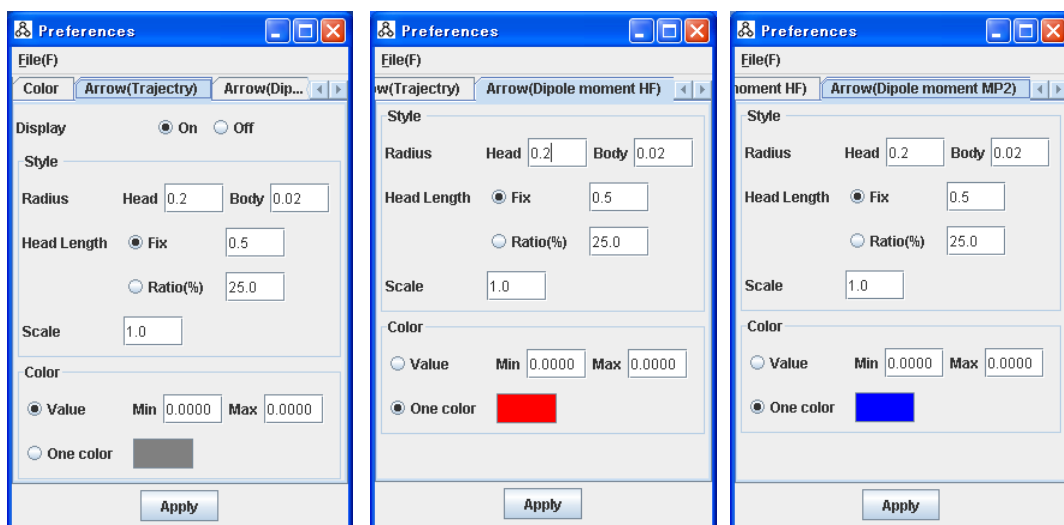 Preferences
File(F)
Color Arrow(Trajectry) Arrow(Dip...
Display On Off
Style
Radius Head 0.2 Body 0.02
Head Length Fix 0.5
Ratio(%) 25.0
Scale 1.0
Color
Value Min 0.0000 Max 0.0000
One color
Apply
Preferences
File(F)
w(Trajectry) Arrow(Dipole moment HF)
Style
Radius Head 0.2 Body 0.02
Head Length Fix 0.5
Ratio(%) 25.0
Scale 1.0
Color
Value Min 0.0000 Max 0.0000
One color
Apply
Preferences
File(F)
moment HF) Arrow(Dipole moment MP2)
Style
Radius Head 0.2 Body 0.02
Head Length Fix 0.5
Ratio(%) 25.0
Scale 1.0
Color
Value Min 0.0000 Max 0.0000
One color
Apply